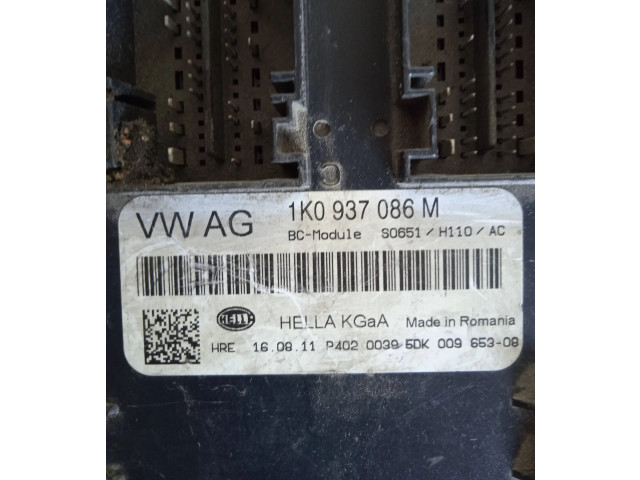 VW AG
1K0 937 086 M
BC-Module S0651 / H110 / AC
HELLA
HELLA KGaA Made in Romania
HRE 16.08.11 P402 0039 5DK 009 653-08